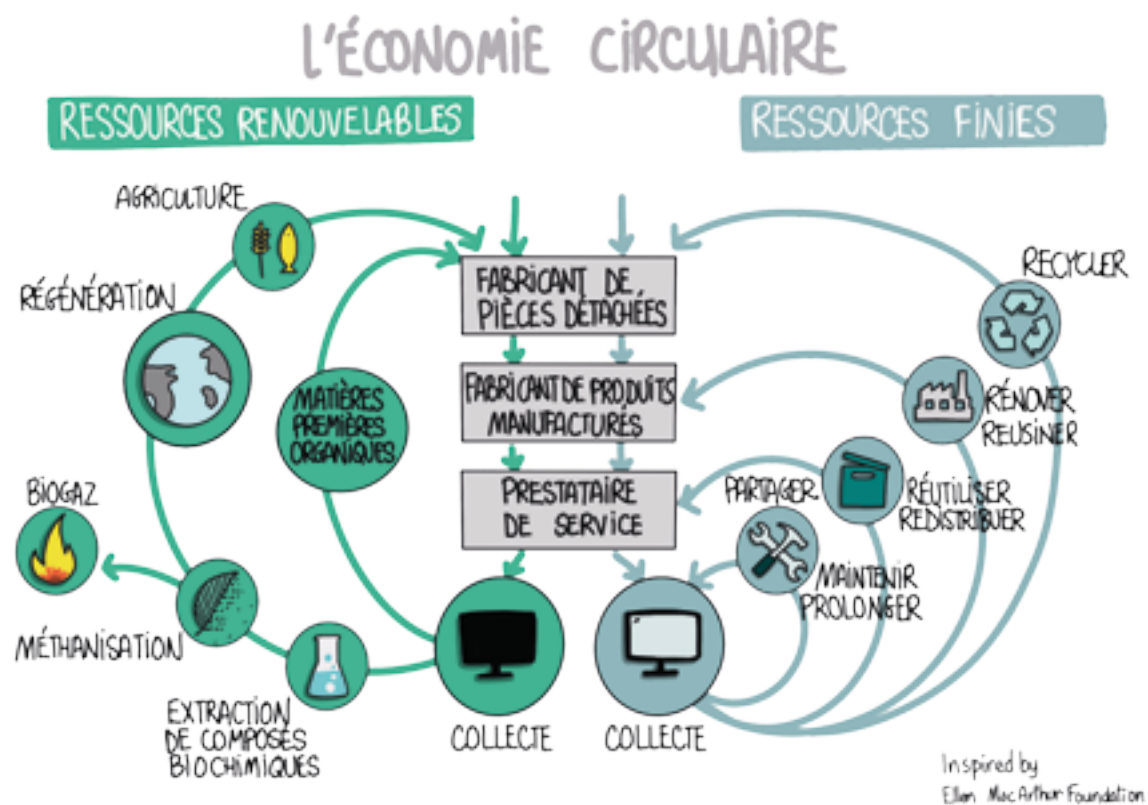 L'ÉCONOMIE CIRCULAIRE
RESSOURCES RENOUVELABLES
RESSOURCES FINIES
AGRICULTURE
RÉGÉNÉRATION
BIOGAZ
MÉTHANISATION
EXTRACTION
DE COMPOSÉS
BIOCHIMIQUES
MATIÈRES
PREMIÈRES
ORGANIQUES
FABRICANT DE
PIÈCES DÉTACHÉES
FABRICANT DE PRODUITS
MANUFACTURÉS
PRESTATAIRE
DE SERVICE
COLLECTE
COLLECTE
RECYCLER
RÉNOVER
REUSINER
RÉUTILISER
REDISTRIBUER
PARTAGER
MAINTENIR
PROLONGER
Inspired by
Ellen MacArthur Foundation